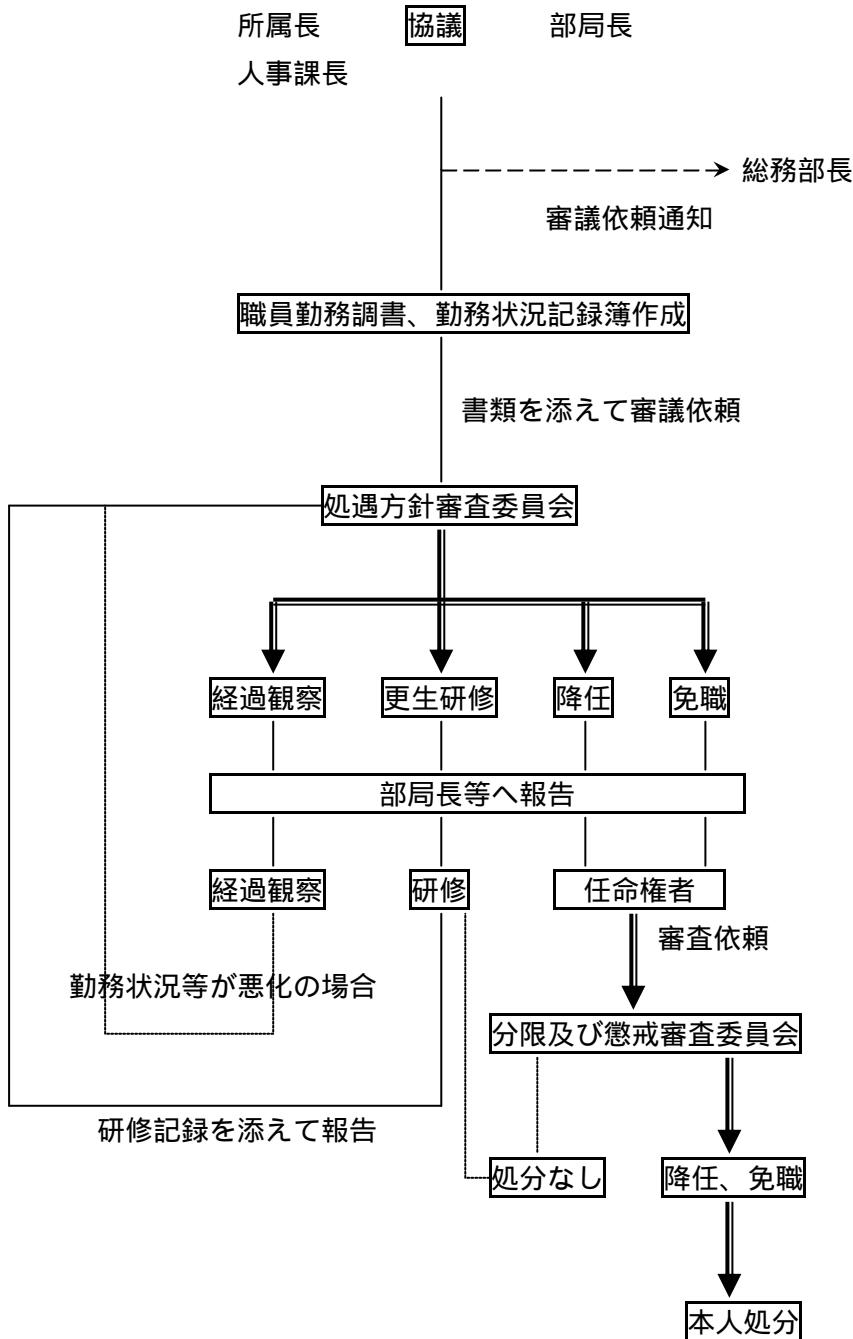 所属長 協議 部局長
人事課長
総務部長
審議依頼通知
職員勤務調書、勤務状況記録簿作成
書類を添えて審議依頼
処遇方針審査委員会
経過観察 更生研修 降任 免職
部局長等へ報告
経過観察 研修 任命権者
審査依頼
勤務状況等が悪化の場合
分限及び懲戒審査委員会
研修記録を添えて報告
処分なし 降任、免職
本人処分